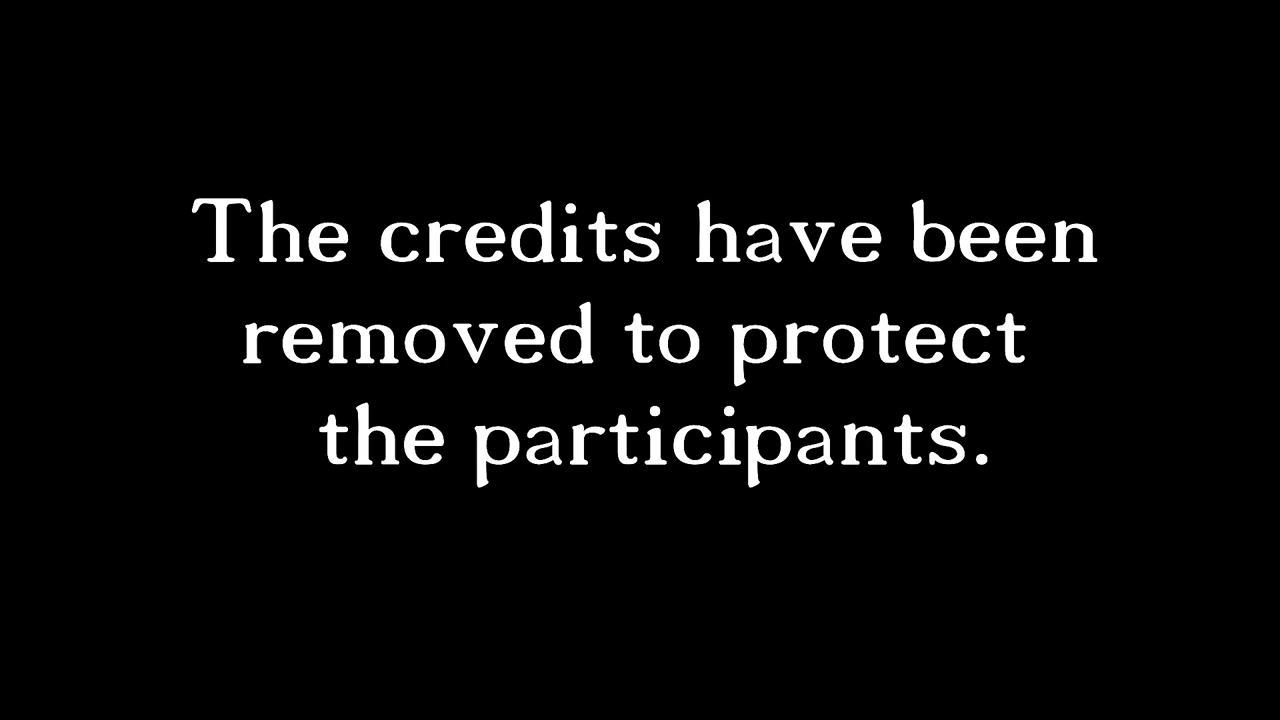 The credits have been
removed to protect
the participants.